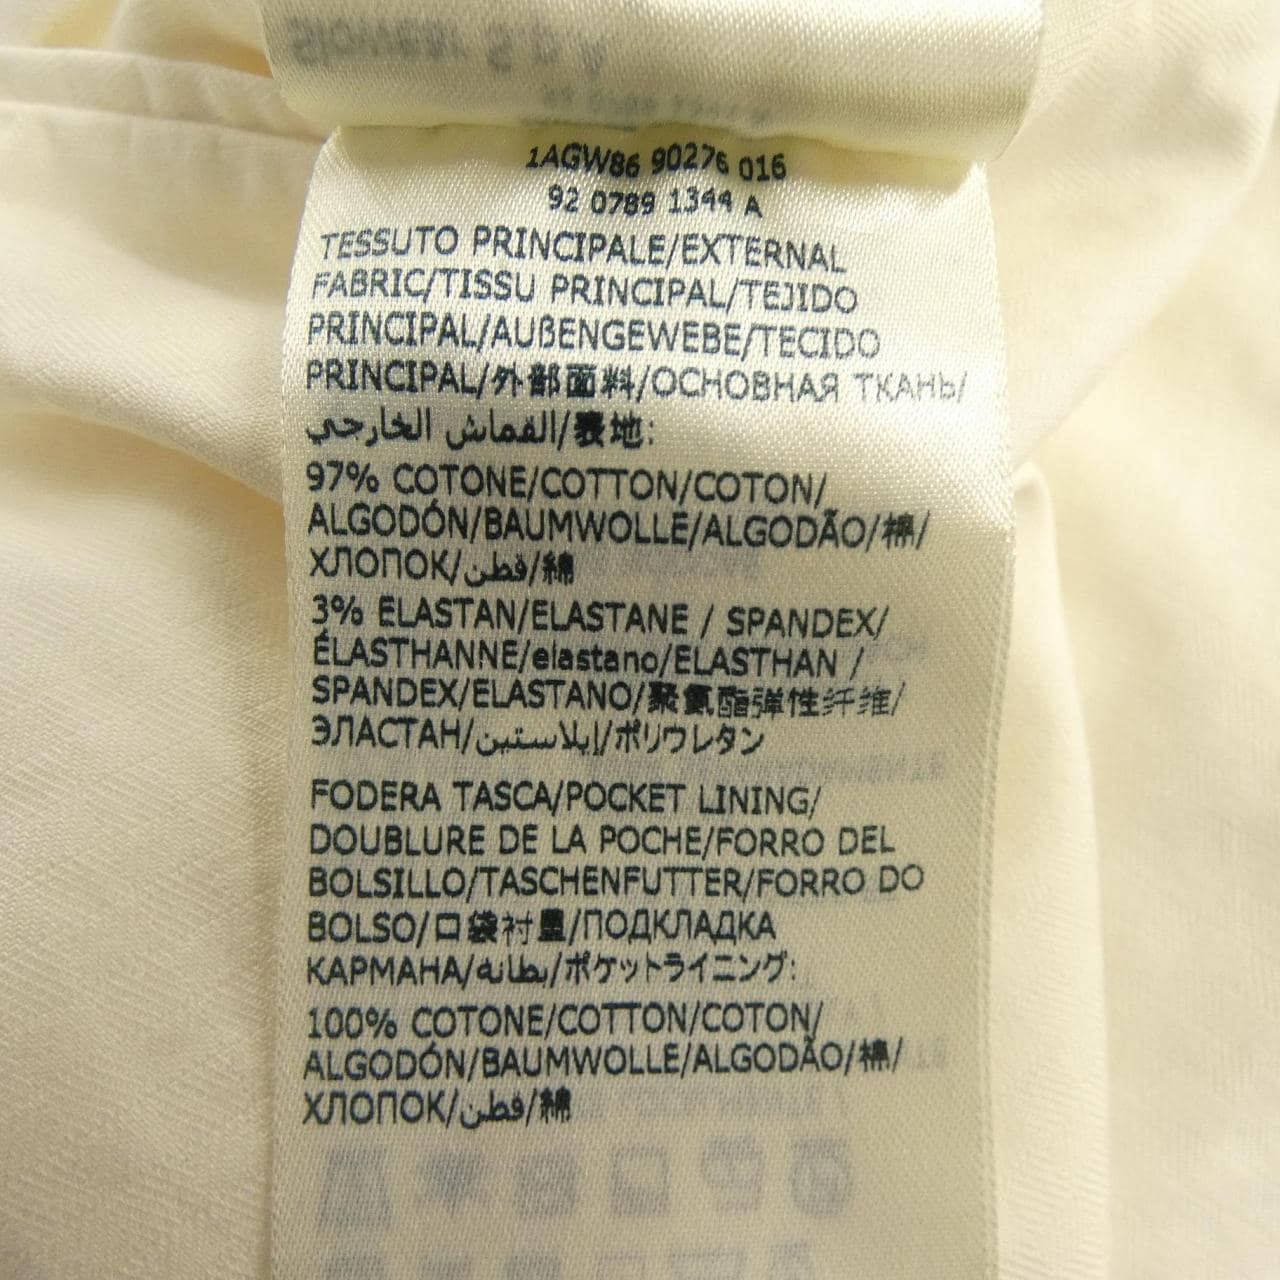 1AGW86 90276 016
92 0789 1344 A
TESSUTO PRINCIPALE/EXTERNAL
FABRIC/TISSU PRINCIPAL/TEJIDO
PRINCIPAL/AUßENGEWEBE/TECIDO
PRINCIPAL/外部面料/ОСНОВНАЯ ТКАНЬ/
القماش الخارجي/表地:
97% COTONE/COTTON/COTON/
ALGODÓN/BAUMWOLLE/ALGODÃO/棉/
ХЛОПОК/قطن/綿
3% ELASTAN/ELASTANE / SPANDEX/
ÉLASTHANNE/elastano/ELASTHAN /
SPANDEX/ELASTANO/聚氨酯弹性纤维/
ЭЛАСТАН/إيلاستين/ポリウレタン
FODERA TASCA/POCKET LINING/
DOUBLURE DE LA POCHE/FORRO DEL
BOLSILLO/TASCHENFUTTER/FORRO DO
BOLSO/口袋衬里/ПОДКЛАДКА
КАРМАНА/بطانة/ポケットライニング:
100% COTONE/COTTON/COTON/
ALGODÓN/BAUMWOLLE/ALGODÃO/棉/
ХЛОПОК/قطن/綿